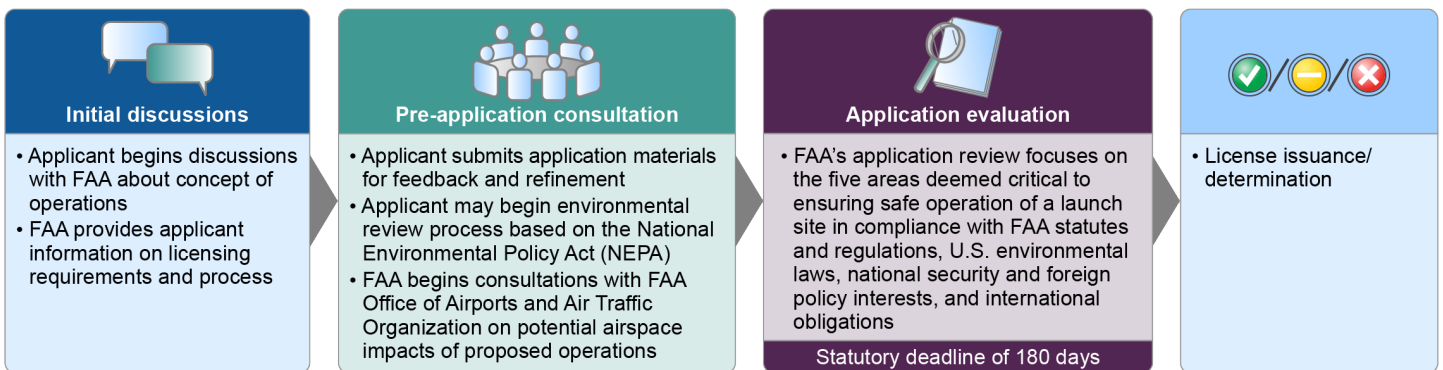 Initial discussions
• Applicant begins discussions
with FAA about concept of
operations
• FAA provides applicant
information on licensing
requirements and process
Pre-application consultation
• Applicant submits application materials
for feedback and refinement
• Applicant may begin environmental
review process based on the National
Environmental Policy Act (NEPA)
• FAA begins consultations with FAA
Office of Airports and Air Traffic
Organization on potential airspace
impacts of proposed operations
Application evaluation
• FAA’s application review focuses on
the five areas deemed critical to
ensuring safe operation of a launch
site in compliance with FAA statutes
and regulations, U.S. environmental
laws, national security and foreign
policy interests, and international
obligations
Statutory deadline of 180 days
• License issuance/
determination